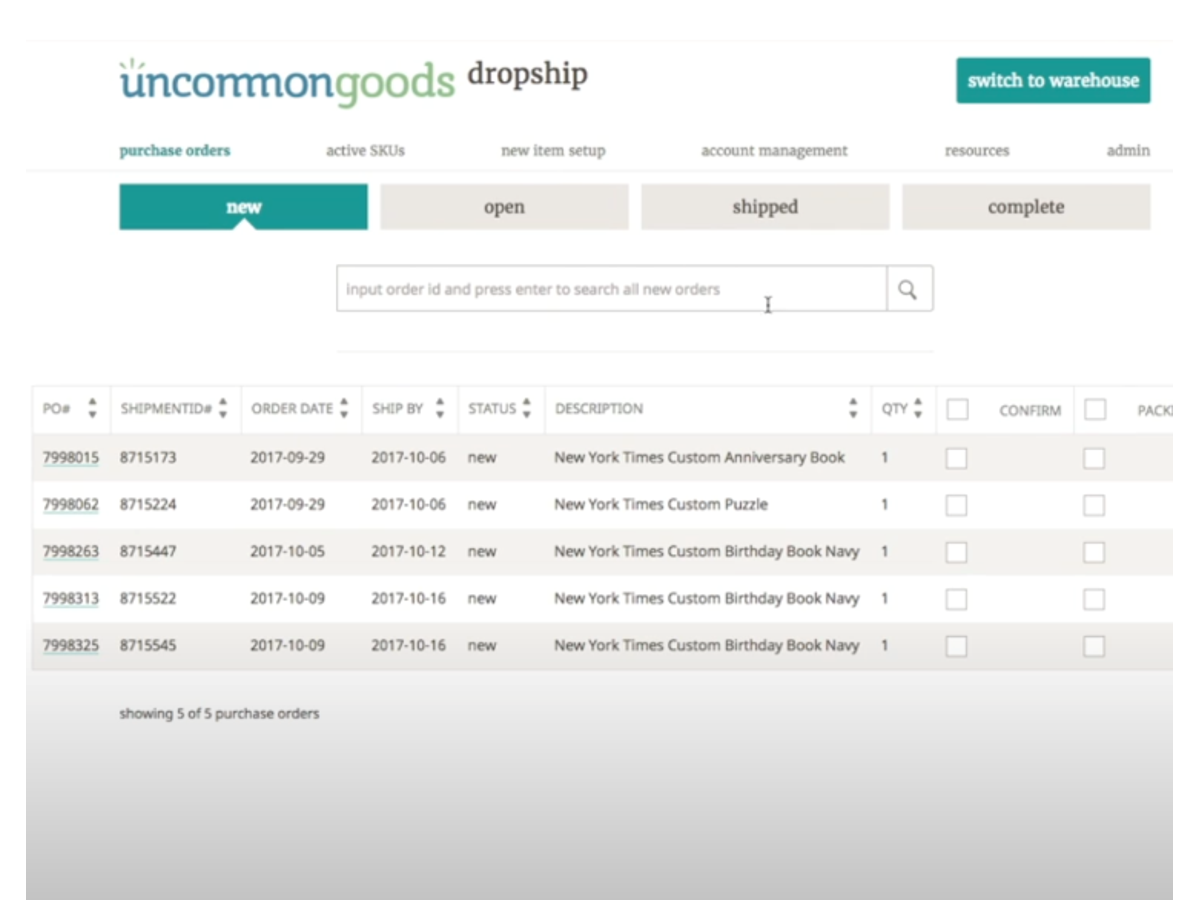 uncommongoods dropship
switch to warehouse
purchase orders active SKUs new item setup account management resources admin
new open shipped complete
input order id and press enter to search all new orders
PO# SHIPMENTID# ORDER DATE SHIP BY STATUS DESCRIPTION QTY CONFIRM PACKI
7998015 8715173 2017-09-29 2017-10-06 new New York Times Custom Anniversary Book 1
7998062 8715224 2017-09-29 2017-10-06 new New York Times Custom Puzzle 1
7998263 8715447 2017-10-05 2017-10-12 new New York Times Custom Birthday Book Navy 1
7998313 8715522 2017-10-09 2017-10-16 new New York Times Custom Birthday Book Navy 1
7998325 8715545 2017-10-09 2017-10-16 new New York Times Custom Birthday Book Navy 1
showing 5 of 5 purchase orders